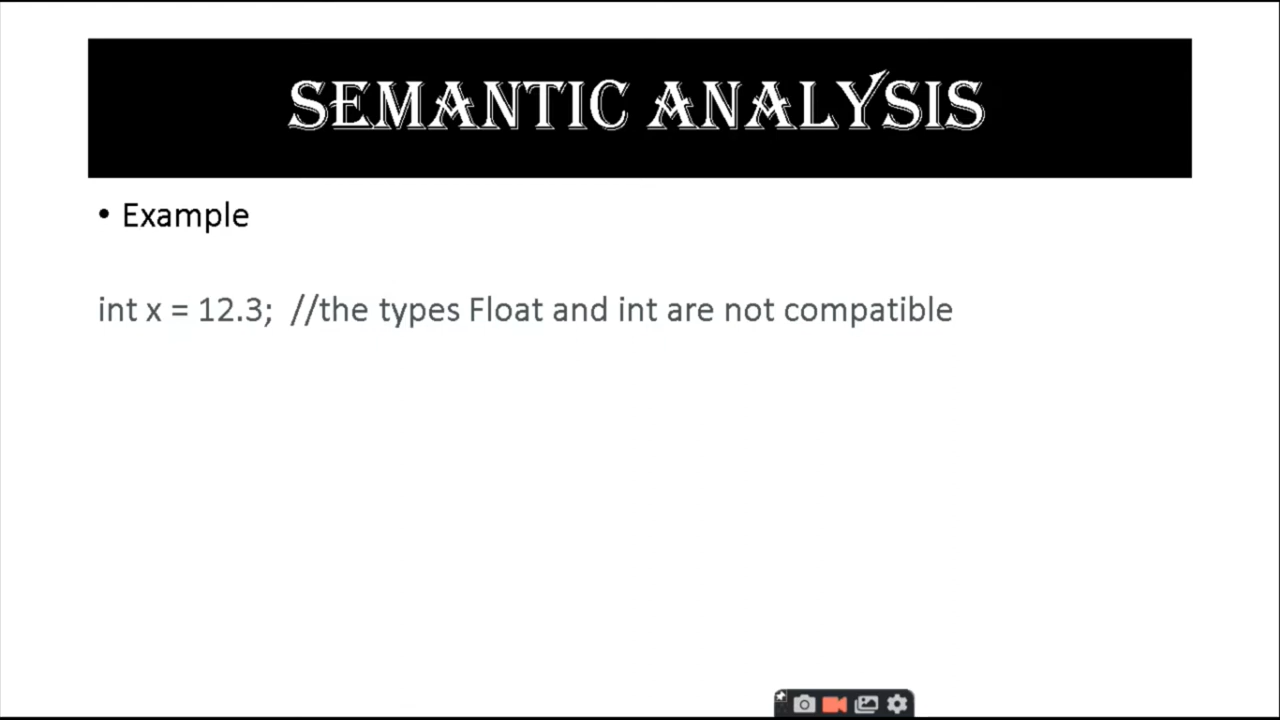 SEMANTIC ANALYSIS
• Example
int x = 12.3;  //the types Float and int are not compatible